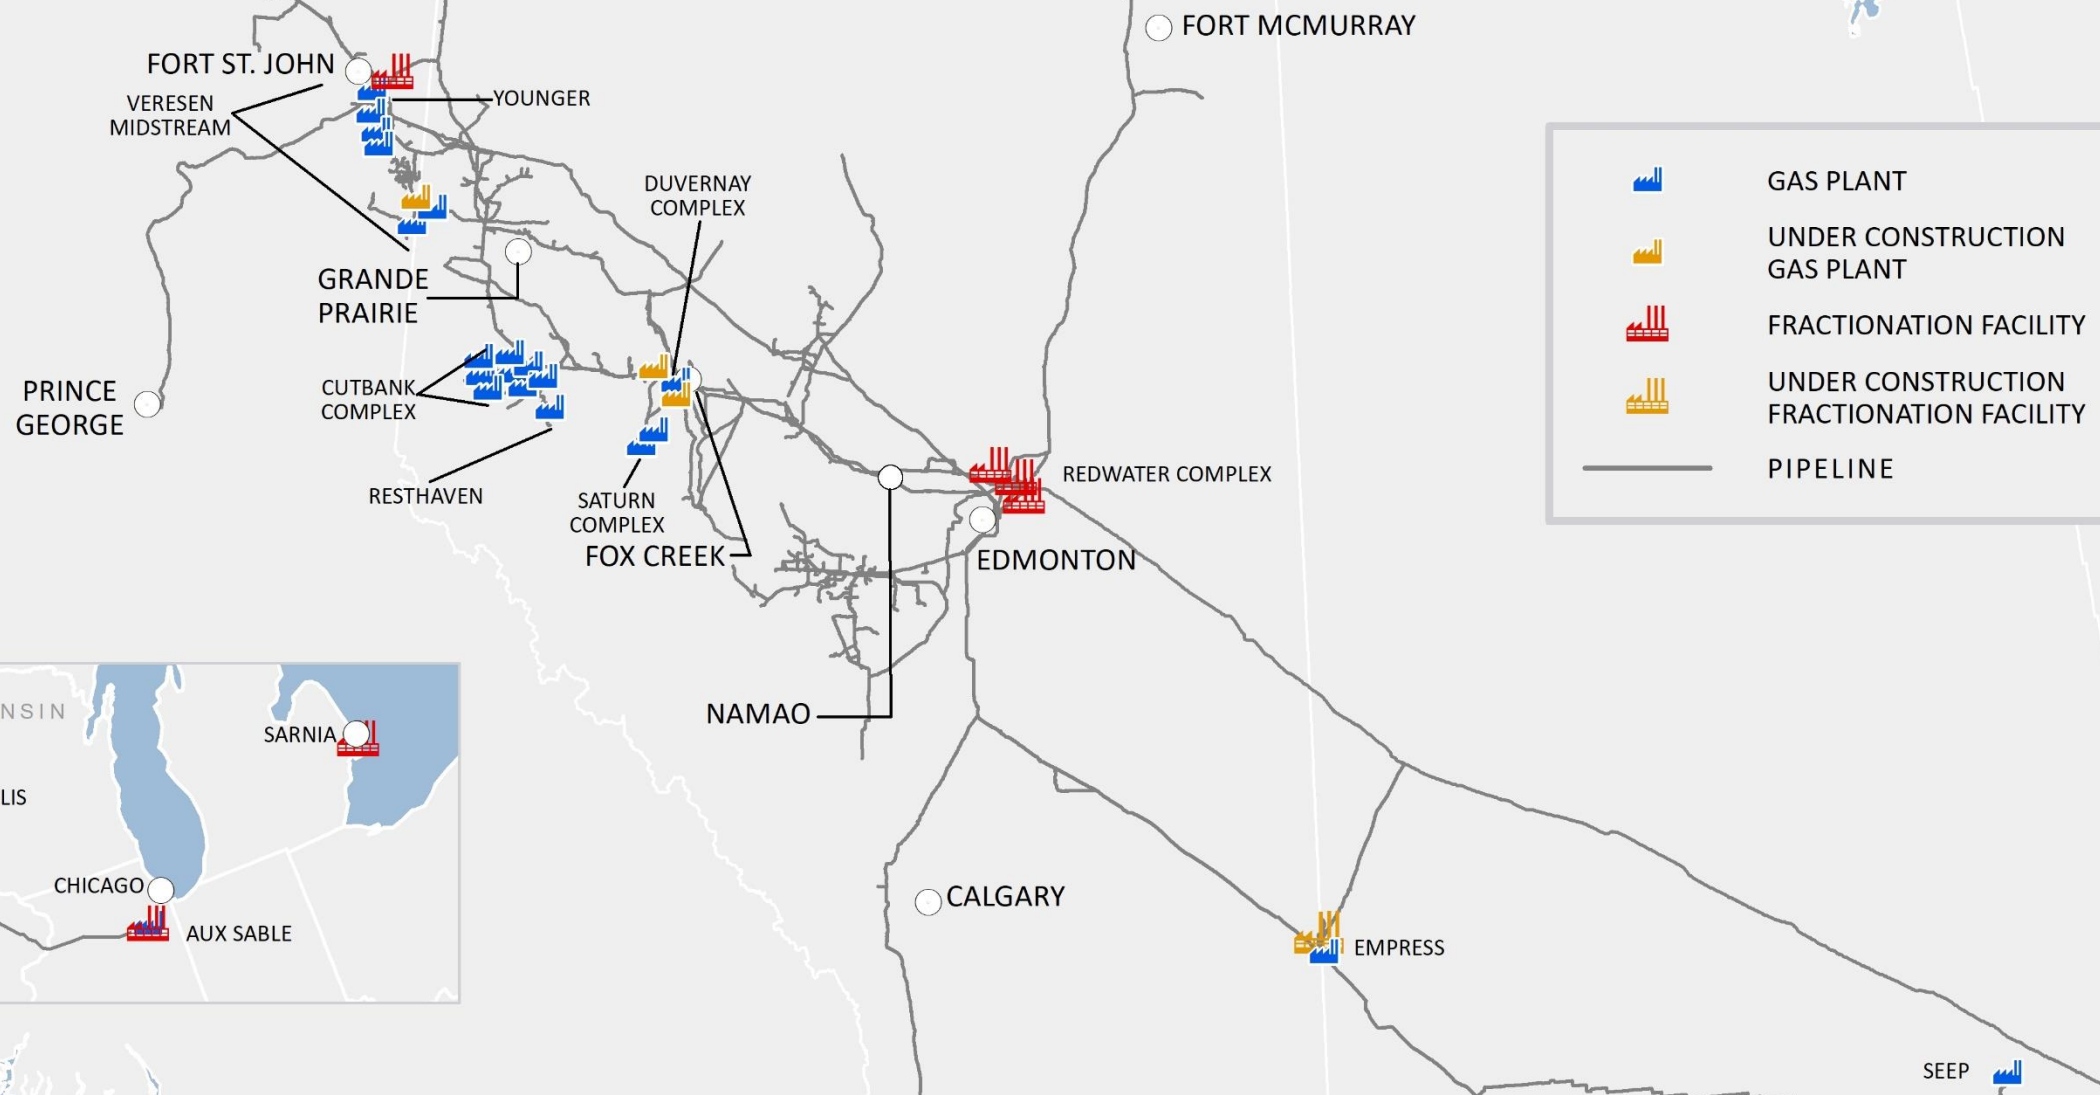 FORT MCMURRAY
FORT ST. JOHN
VERESEN
MIDSTREAM
YOUNGER
DUVERNAY
COMPLEX
GRANDE
PRAIRIE
PRINCE
GEORGE
CUTBANK
COMPLEX
RESTHAVEN
SATURN
COMPLEX
FOX CREEK
REDWATER COMPLEX
EDMONTON
NAMAO
CALGARY
EMPRESS
SEEP
GAS PLANT
UNDER CONSTRUCTION
GAS PLANT
FRACTIONATION FACILITY
UNDER CONSTRUCTION
FRACTIONATION FACILITY
PIPELINE
NSIN
SARNIA
LIS
CHICAGO
AUX SABLE